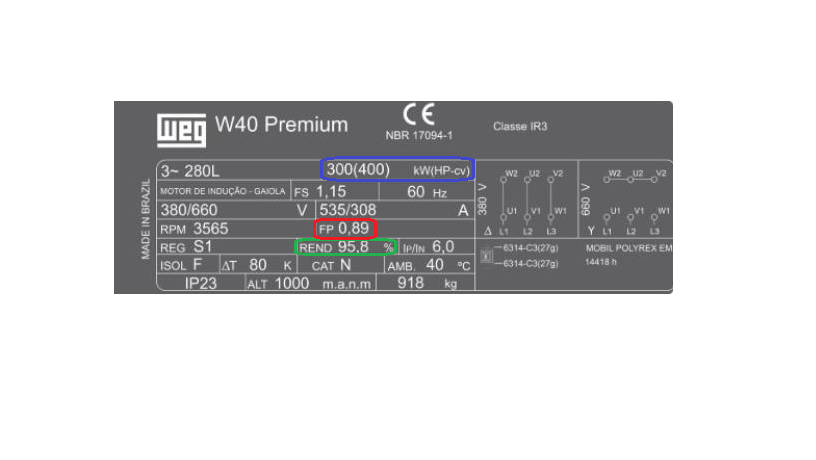 WEG W40 Premium
CE
NBR 17094-1
Classe IR3
MADE IN BRAZIL
3~ 280L 300(400) kW(HP-cv)
MOTOR DE INDUÇÃO - GAIOLA FS 1,15 60 Hz
380/660 V 535/308 A
RPM 3565 FP 0,89
REG S1 REND 95,8 % IP/IN 6,0
ISOL F ΔT 80 K CAT N AMB. 40 ºC
IP23 ALT 1000 m.a.n.m 918 kg
380 V
W2 U2 V2
U1 V1 W1
Δ L1 L2 L3
660 V
W2 U2 V2
U1 V1 W1
Y L1 L2 L3
6314-C3(27g)
6314-C3(27g)
MOBIL POLYREX EM
14418 h